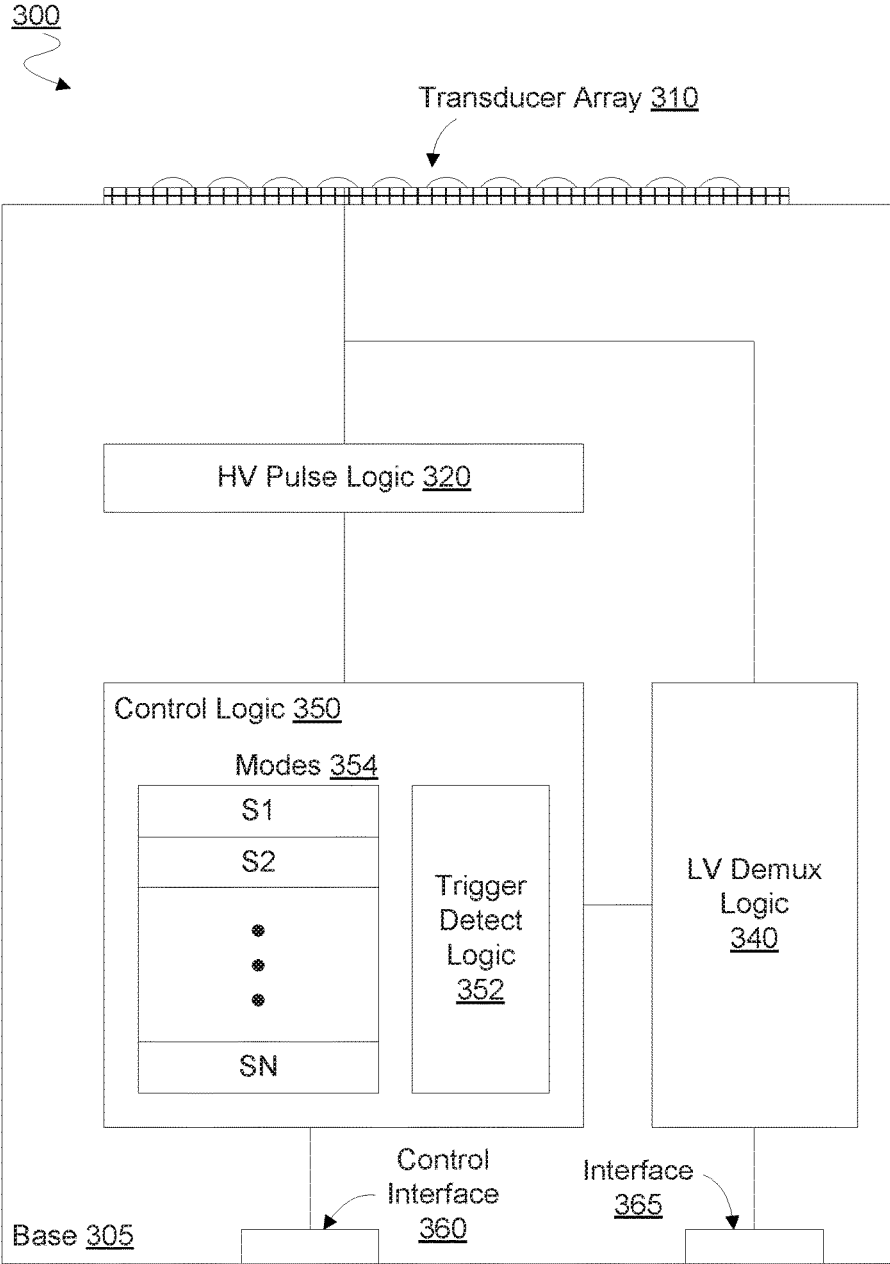 300
Transducer Array 310
HV Pulse Logic 320
Control Logic 350
Modes 354
S1
S2
SN
Trigger
Detect
Logic
352
LV Demux
Logic
340
Control
Interface
360
Interface
365
Base 305